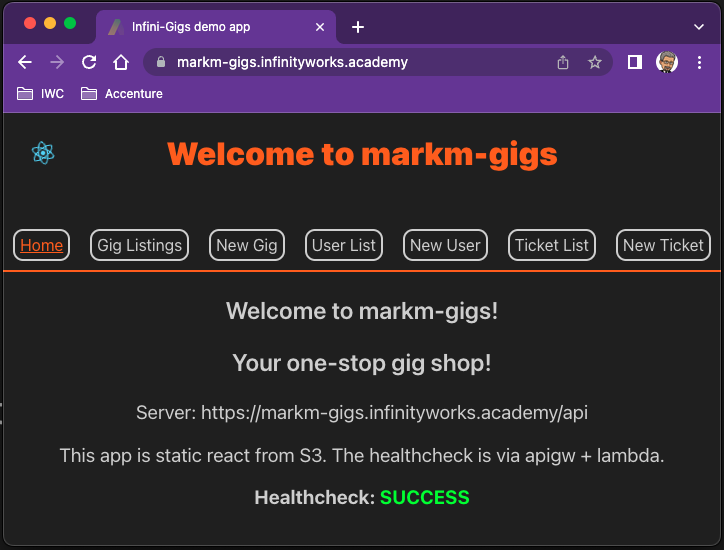 Infini-Gigs demo app
markm-gigs.infinityworks.academy
IWC Accenture
Welcome to markm-gigs
Home Gig Listings New Gig User List New User Ticket List New Ticket
Welcome to markm-gigs!
Your one-stop gig shop!
Server: https://markm-gigs.infinityworks.academy/api
This app is static react from S3. The healthcheck is via apigw + lambda.
Healthcheck: SUCCESS